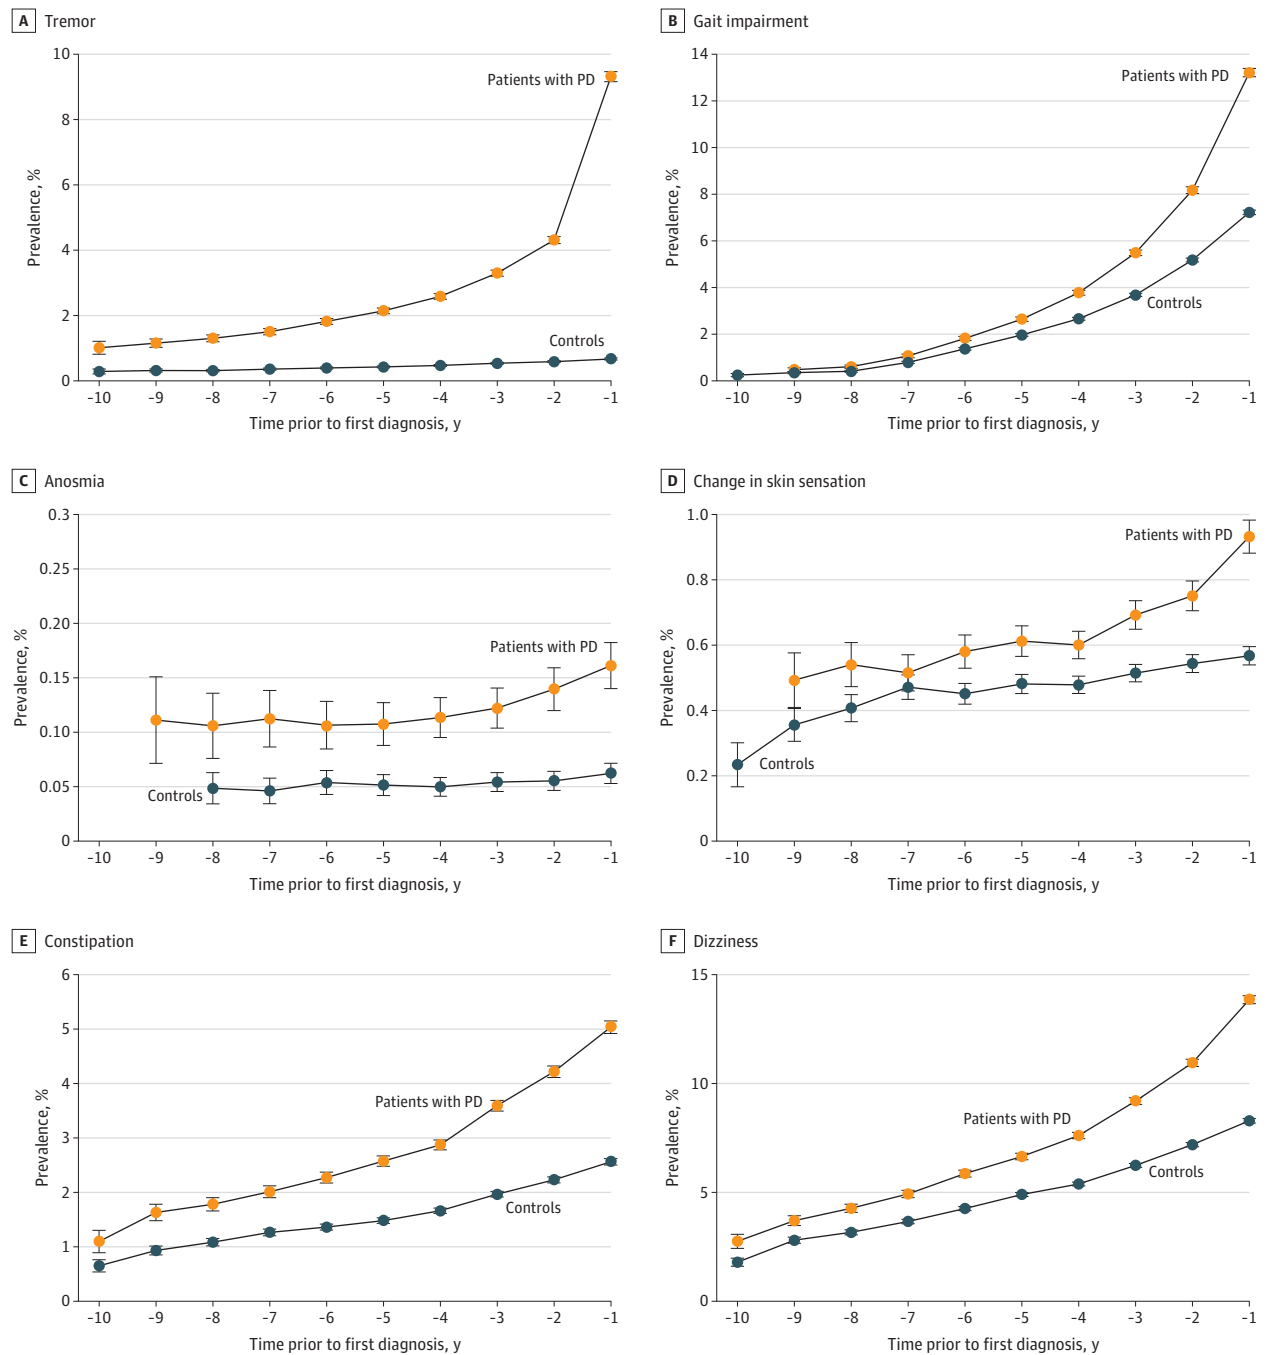 A Tremor
10
8
6
4
2
0
Prevalence, %
Patients with PD
Controls
-10 -9 -8 -7 -6 -5 -4 -3 -2 -1
Time prior to first diagnosis, y
B Gait impairment
14
12
10
8
6
4
2
0
Prevalence, %
Patients with PD
Controls
-10 -9 -8 -7 -6 -5 -4 -3 -2 -1
Time prior to first diagnosis, y
C Anosmia
0.3
0.25
0.20
0.15
0.10
0.05
0
Prevalence, %
Patients with PD
Controls
-10 -9 -8 -7 -6 -5 -4 -3 -2 -1
Time prior to first diagnosis, y
D Change in skin sensation
1.0
0.8
0.6
0.4
0.2
0
Prevalence, %
Patients with PD
Controls
-10 -9 -8 -7 -6 -5 -4 -3 -2 -1
Time prior to first diagnosis, y
E Constipation
6
5
4
3
2
1
0
Prevalence, %
Patients with PD
Controls
-10 -9 -8 -7 -6 -5 -4 -3 -2 -1
Time prior to first diagnosis, y
F Dizziness
15
10
5
0
Prevalence, %
Patients with PD
Controls
-10 -9 -8 -7 -6 -5 -4 -3 -2 -1
Time prior to first diagnosis, y